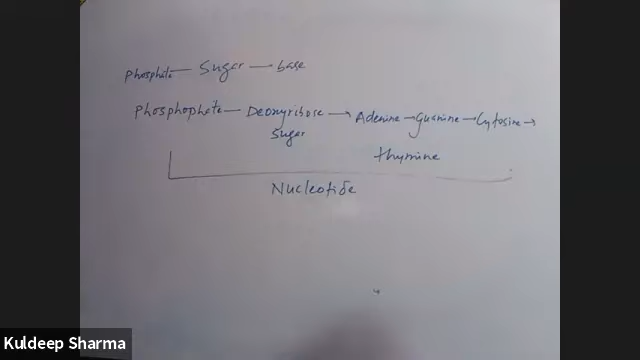 Phosphate — Sugar — base
Phosphophate — Deoxyribose → Adenine → Guanine → Cytosine →
Sugar
thymine
Nucleotide
Kuldeep Sharma